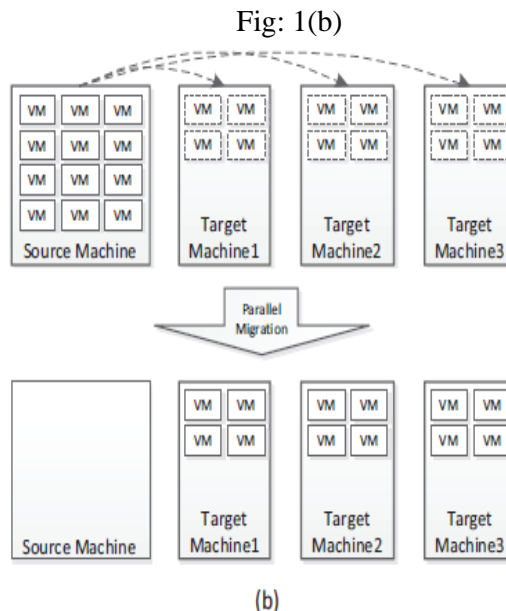 Fig: 1(b)
VM VM VM VM VM VM VM VM VM
VM VM VM VM VM VM VM VM VM
VM VM VM
VM VM VM
Source Machine
Target
Machine1
Target
Machine2
Target
Machine3
Parallel
Migration
VM VM VM VM VM VM
VM VM VM VM VM VM
Source Machine
Target
Machine1
Target
Machine2
Target
Machine3
(b)